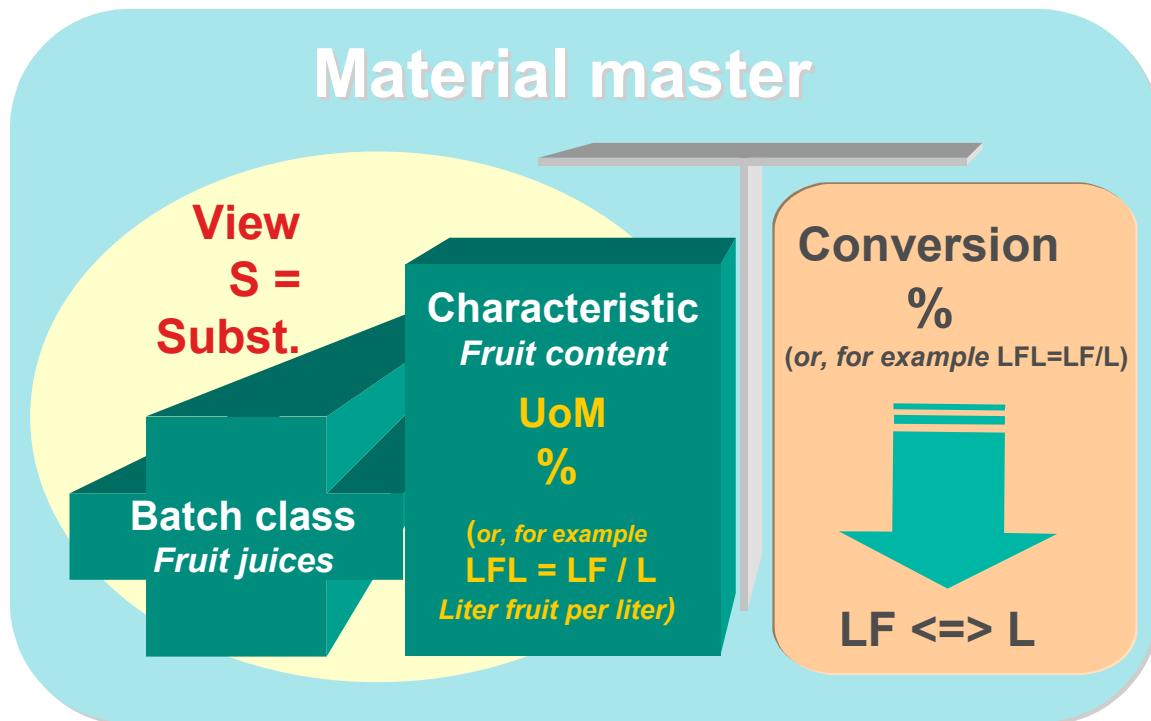 Material master
View
S =
Subst.
Batch class
Fruit juices
Characteristic
Fruit content
UoM
%
(or, for example
LFL = LF / L
Liter fruit per liter)
Conversion
%
(or, for example LFL=LF/L)
LF <=> L